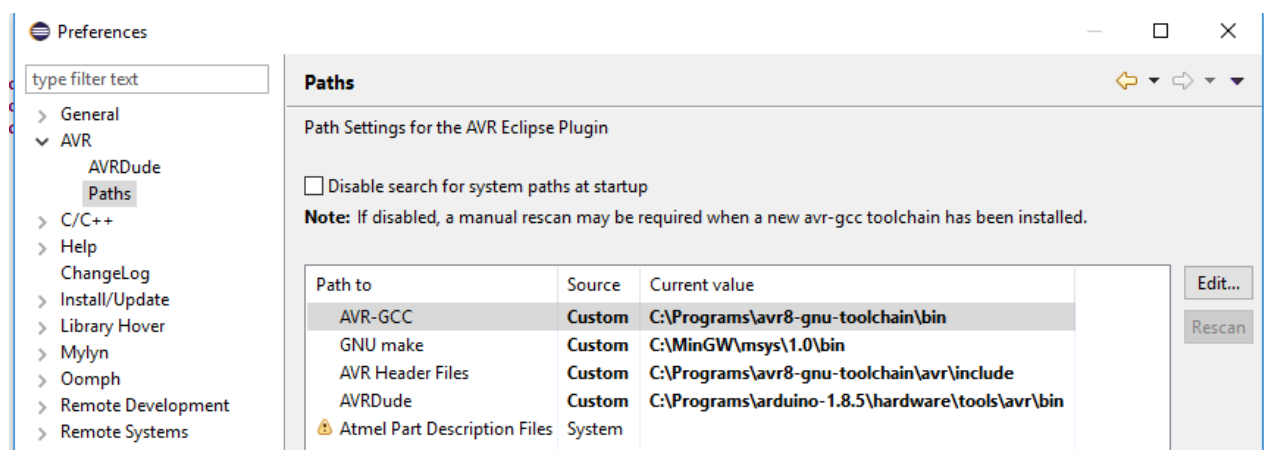 Preferences
type filter text
General
AVR
AVRDude
Paths
C/C++
Help
ChangeLog
Install/Update
Library Hover
Mylyn
Oomph
Remote Development
Remote Systems
Paths
Path Settings for the AVR Eclipse Plugin
Disable search for system paths at startup
Note: If disabled, a manual rescan may be required when a new avr-gcc toolchain has been installed.
Path to Source Current value
AVR-GCC Custom C:\Programs\avr8-gnu-toolchain\bin
GNU make Custom C:\MinGW\msys\1.0\bin
AVR Header Files Custom C:\Programs\avr8-gnu-toolchain\avr\include
AVRDude Custom C:\Programs\arduino-1.8.5\hardware\tools\avr\bin
Atmel Part Description Files System
Edit...
Rescan